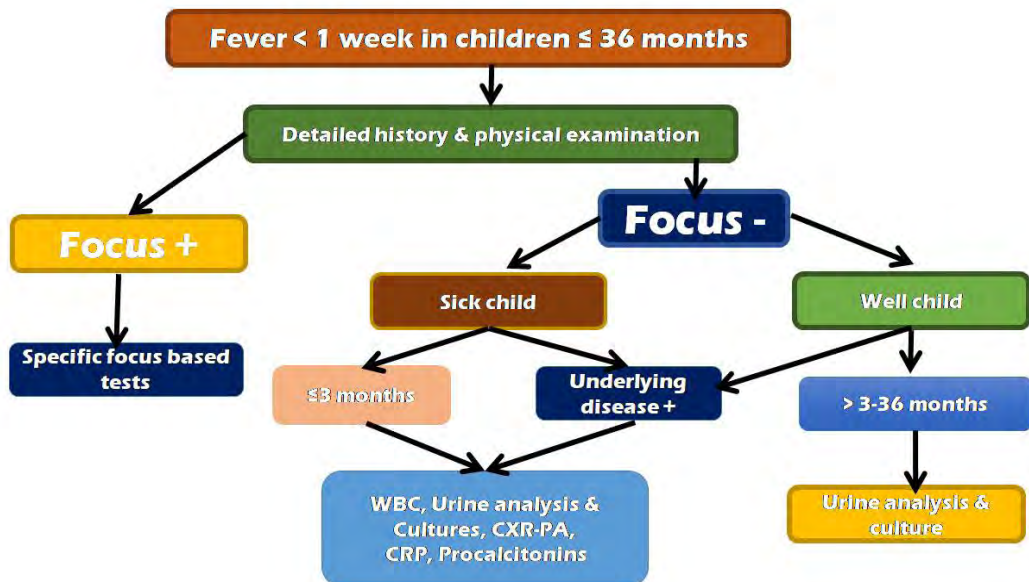 Fever < 1 week in children ≤ 36 months
Detailed history & physical examination
Focus +
Focus -
Sick child
Well child
Specific focus based
tests
≤3 months
Underlying
disease +
> 3-36 months
WBC, Urine analysis &
Cultures, CXR-PA,
CRP, Procalcitonins
Urine analysis &
culture